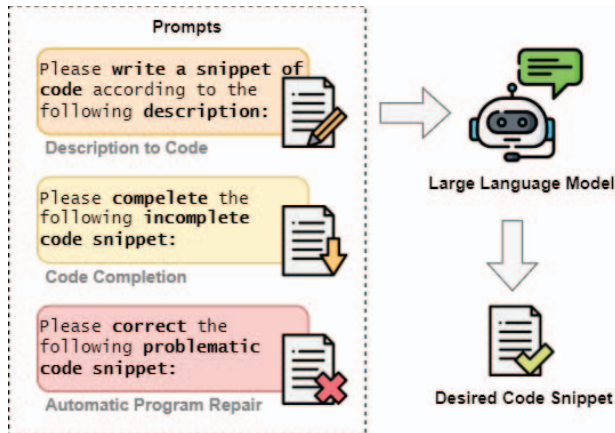 Prompts
Please write a snippet of
code according to the
following description:
Description to Code
Please compelete the
following incomplete
code snippet:
Code Completion
Please correct the
following problematic
code snippet:
Automatic Program Repair
Large Language Model
Desired Code Snippet